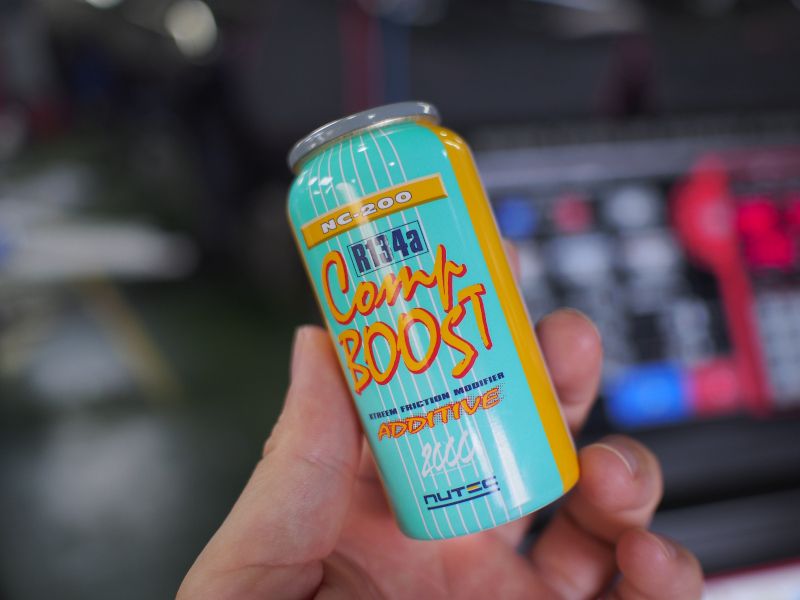 NC-200
R134a
Comp
BOOST
XTREEM FRICTION MODIFIER
ADDITIVE
2000
NUTEC